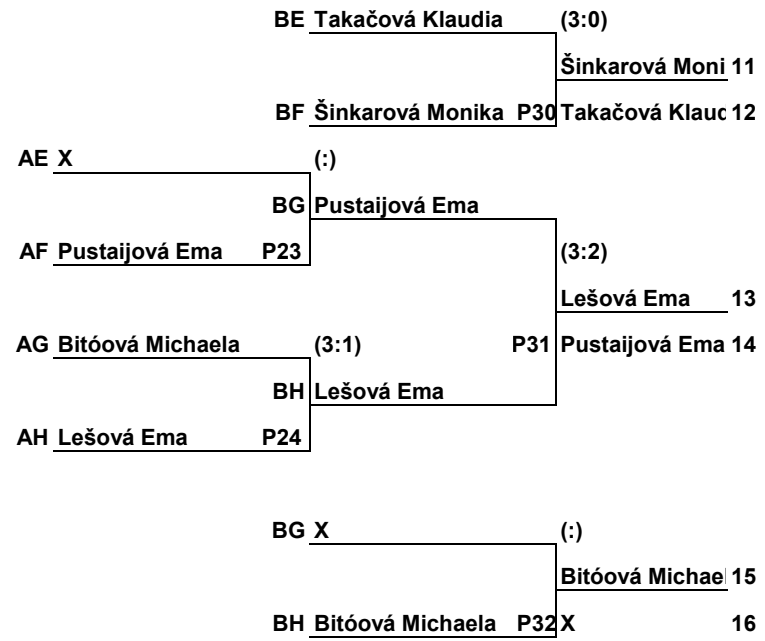 BE Takačová Klaudia (3:0)
Šinkarová Moni 11
BF Šinkarová Monika P30 Takačová Klauc 12
AE X (:)
BG Pustaijová Ema
AF Pustaijová Ema P23 (3:2)
Lešová Ema 13
AG Bitóová Michaela (3:1) P31 Pustaijová Ema 14
BH Lešová Ema
AH Lešová Ema P24
BG X (:)
Bitóová Michael 15
BH Bitóová Michaela P32 X 16